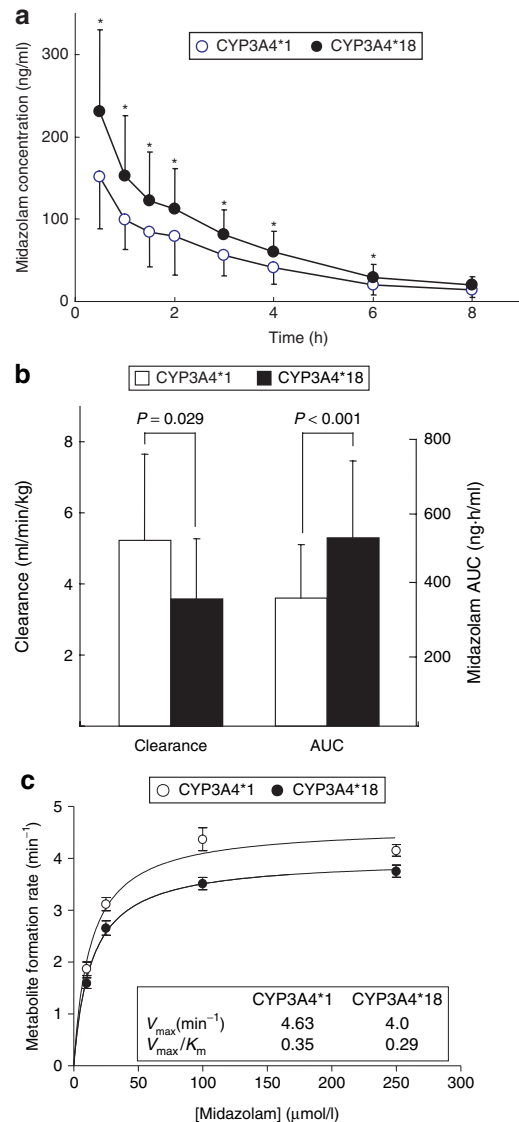 a
CYP3A4*1 CYP3A4*18
Midazolam concentration (ng/ml)
300
200
100
0
* * * * * * *
2 4 6 8
Time (h)
b
CYP3A4*1 CYP3A4*18
P = 0.029 P < 0.001
Clearance (ml/min/kg)
8
6
4
2
800
600
400
200
Midazolam AUC (ng·h/ml)
Clearance AUC
c
CYP3A4*1 CYP3A4*18
Metabolite formation rate (min⁻¹)
5
4
3
2
1
0
CYP3A4*1 CYP3A4*18
Vmax(min⁻¹) 4.63 4.0
Vmax/Km 0.35 0.29
0 50 100 150 200 250 300
[Midazolam] (μmol/l)